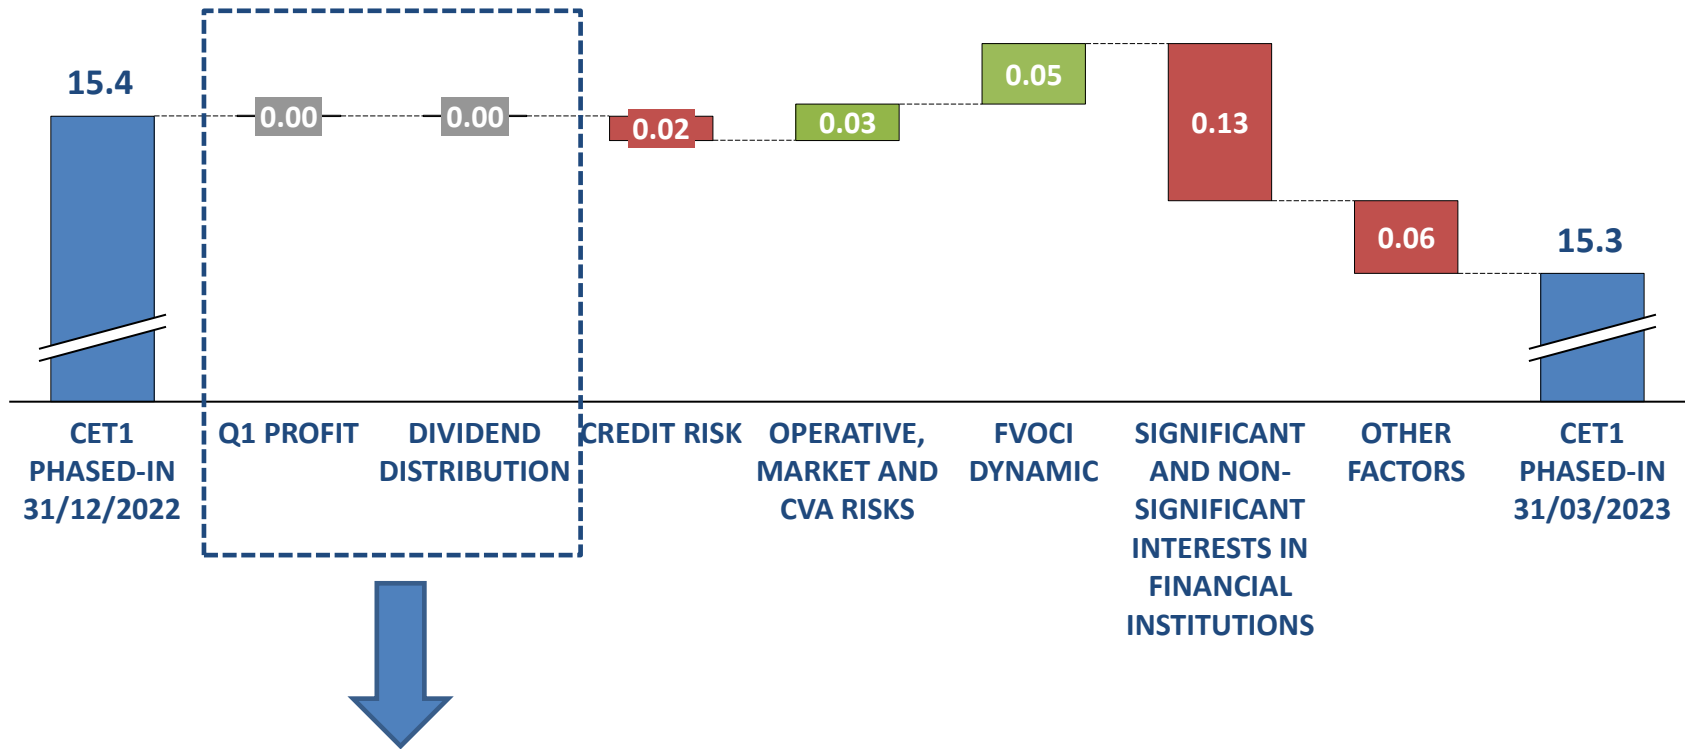 15.4
0.00
0.00
0.02
0.03
0.05
0.13
0.06
15.3
CET1
PHASED-IN
31/12/2022
Q1 PROFIT
DIVIDEND
DISTRIBUTION
CREDIT RISK
OPERATIVE,
MARKET AND
CVA RISKS
FVOCI
DYNAMIC
SIGNIFICANT
AND NON-
SIGNIFICANT
INTERESTS IN
FINANCIAL
INSTITUTIONS
OTHER
FACTORS
CET1
PHASED-IN
31/03/2023